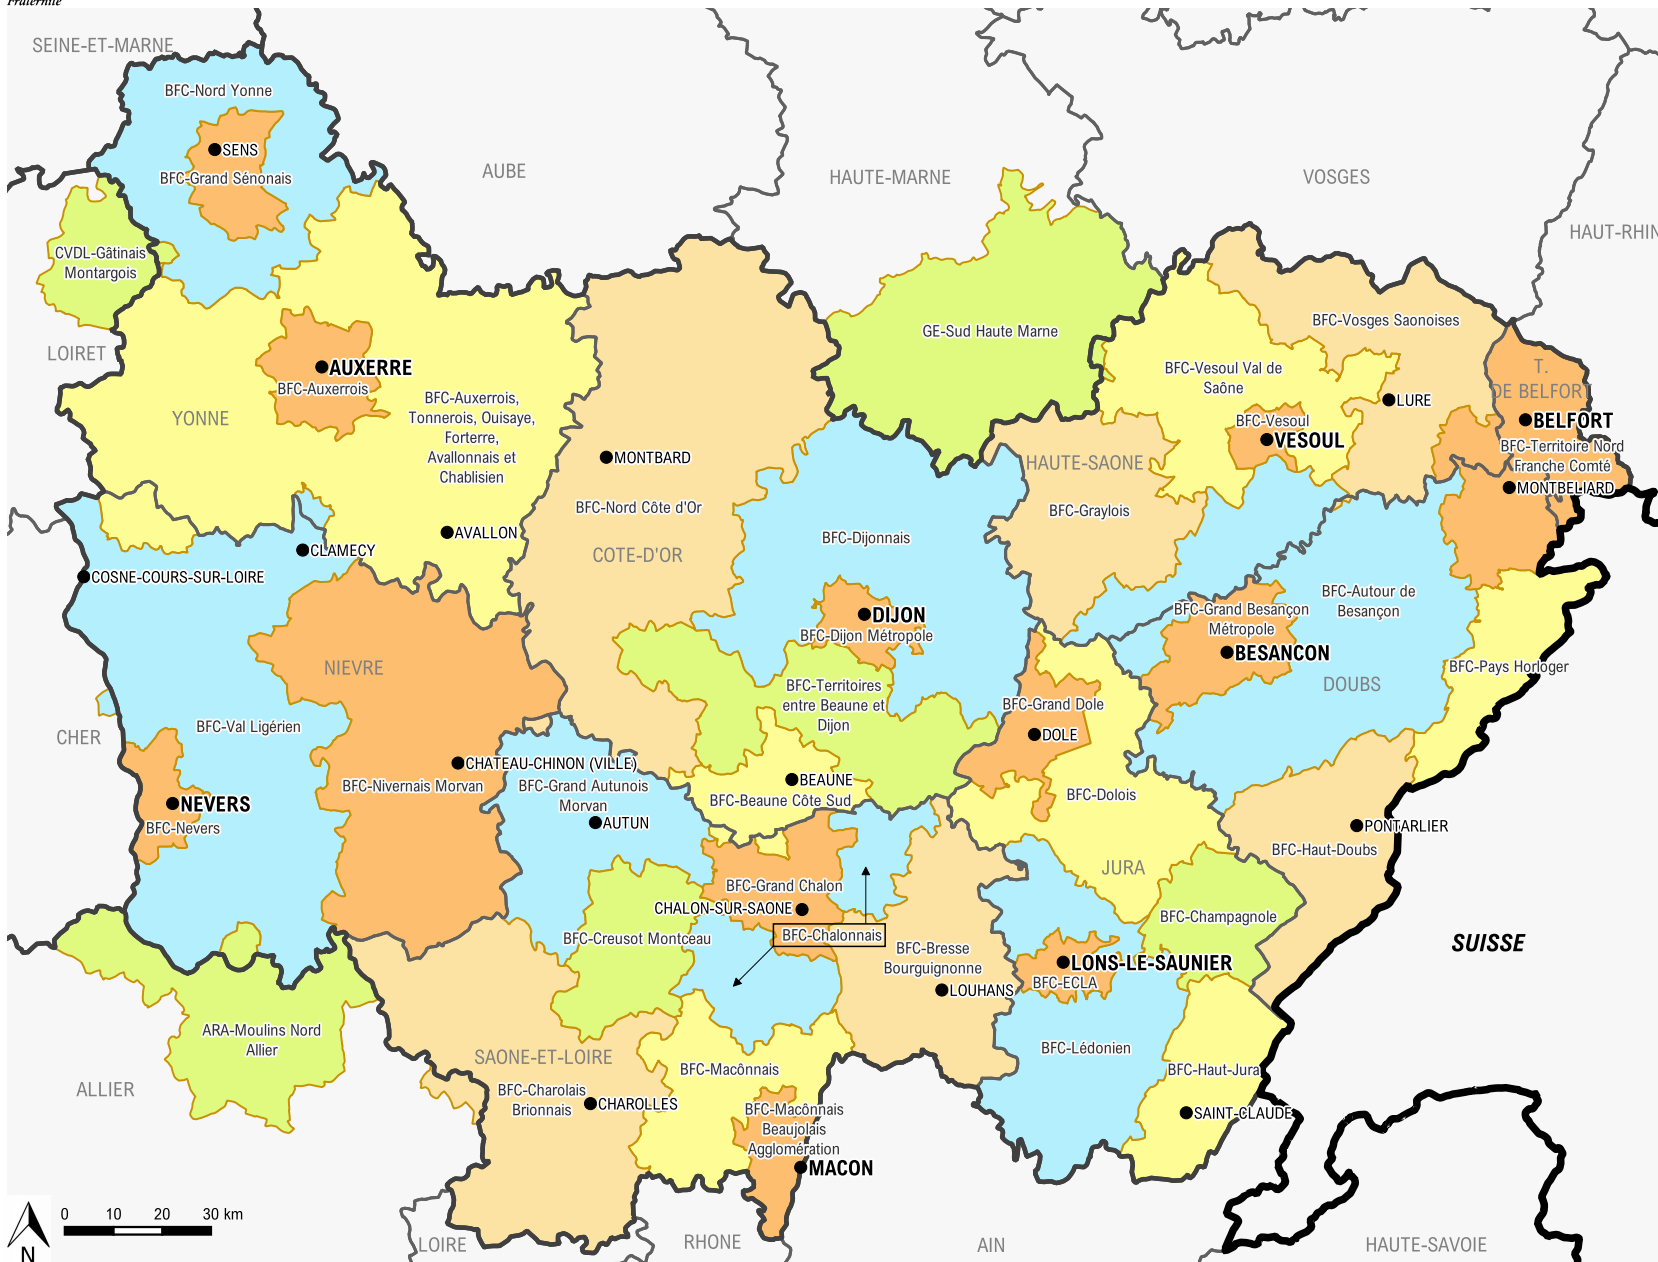 Fraternité
SEINE-ET-MARNE
BFC-Nord Yonne
SENS
BFC-Grand Sénonais
AUBE
HAUTE-MARNE
VOSGES
HAUT-RHIN
CVDL-Gâtinais
Montargois
LOIRET
GE-Sud Haute Marne
BFC-Vosges Saonoises
AUXERRE
BFC-Auxerrois
YONNE
BFC-Auxerrois,
Tonnerois, Ouisaye,
Forterre,
Avallonnais et
Chablisien
BFC-Vesoul Val de
Saône
BFC-Vesoul
VESOUL
LURE
T.
DE BELFORT
BELFORT
BFC-Territoire Nord
Franche Comté
MONTBELIARD
MONTBARD
BFC-Nord Côte d'Or
COTE-D'OR
HAUTE-SAONE
BFC-Graylois
AVALLON
CLAMECY
COSNE-COURS-SUR-LOIRE
BFC-Dijonnais
DIJON
BFC-Dijon Métropole
BFC-Autour de
Besançon
BFC-Grand Besançon
Métropole
BESANCON
DOUBS
BFC-Pays Horloger
NIEVRE
BFC-Val Ligérien
CHER
BFC-Territoires
entre Beaune et
Dijon
BFC-Grand Dole
DOLE
CHATEAU-CHINON (VILLE)
BFC-Nivernais Morvan
BFC-Grand Autunois
Morvan
AUTUN
NEVERS
BFC-Nevers
BEAUNE
BFC-Beaune Côte Sud
BFC-Dolois
PONTARLIER
BFC-Haut-Doubs
JURA
BFC-Grand Chalon
CHALON-SUR-SAONE
BFC-Chalonnais
BFC-Creusot Montceau
BFC-Bresse
Bourguignonne
LOUHANS
BFC-Champagnole
LONS-LE-SAUNIER
BFC-ECLA
SUISSE
ARA-Moulins Nord
Allier
ALLIER
SAONE-ET-LOIRE
BFC-Charolais
Brionnais
CHAROLLES
BFC-Macônnais
BFC-Macônnais
Beaujolais
Agglomération
MACON
BFC-Lédonien
BFC-Haut-Jura
SAINT-CLAUDE
0 10 20 30 km
N
LOIRE
RHONE
AIN
HAUTE-SAVOIE